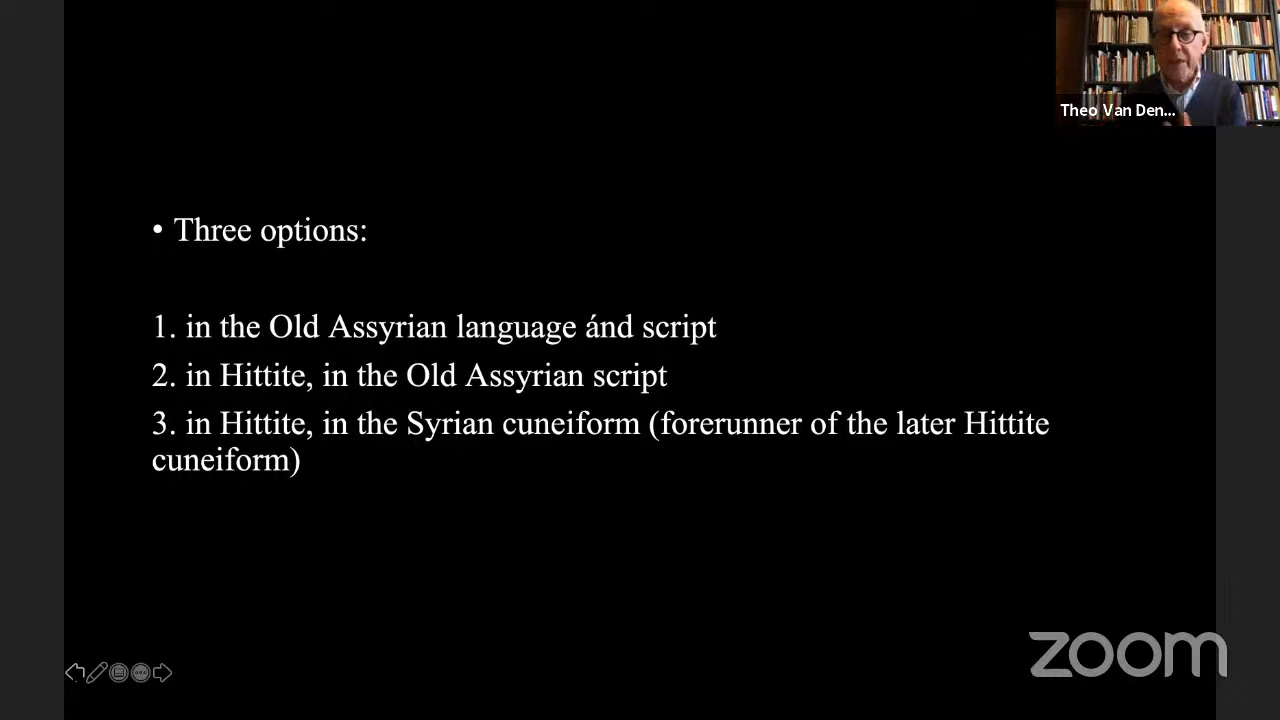 Theo Van Den...
• Three options:
1. in the Old Assyrian language ánd script
2. in Hittite, in the Old Assyrian script
3. in Hittite, in the Syrian cuneiform (forerunner of the later Hittite
cuneiform)
zoom